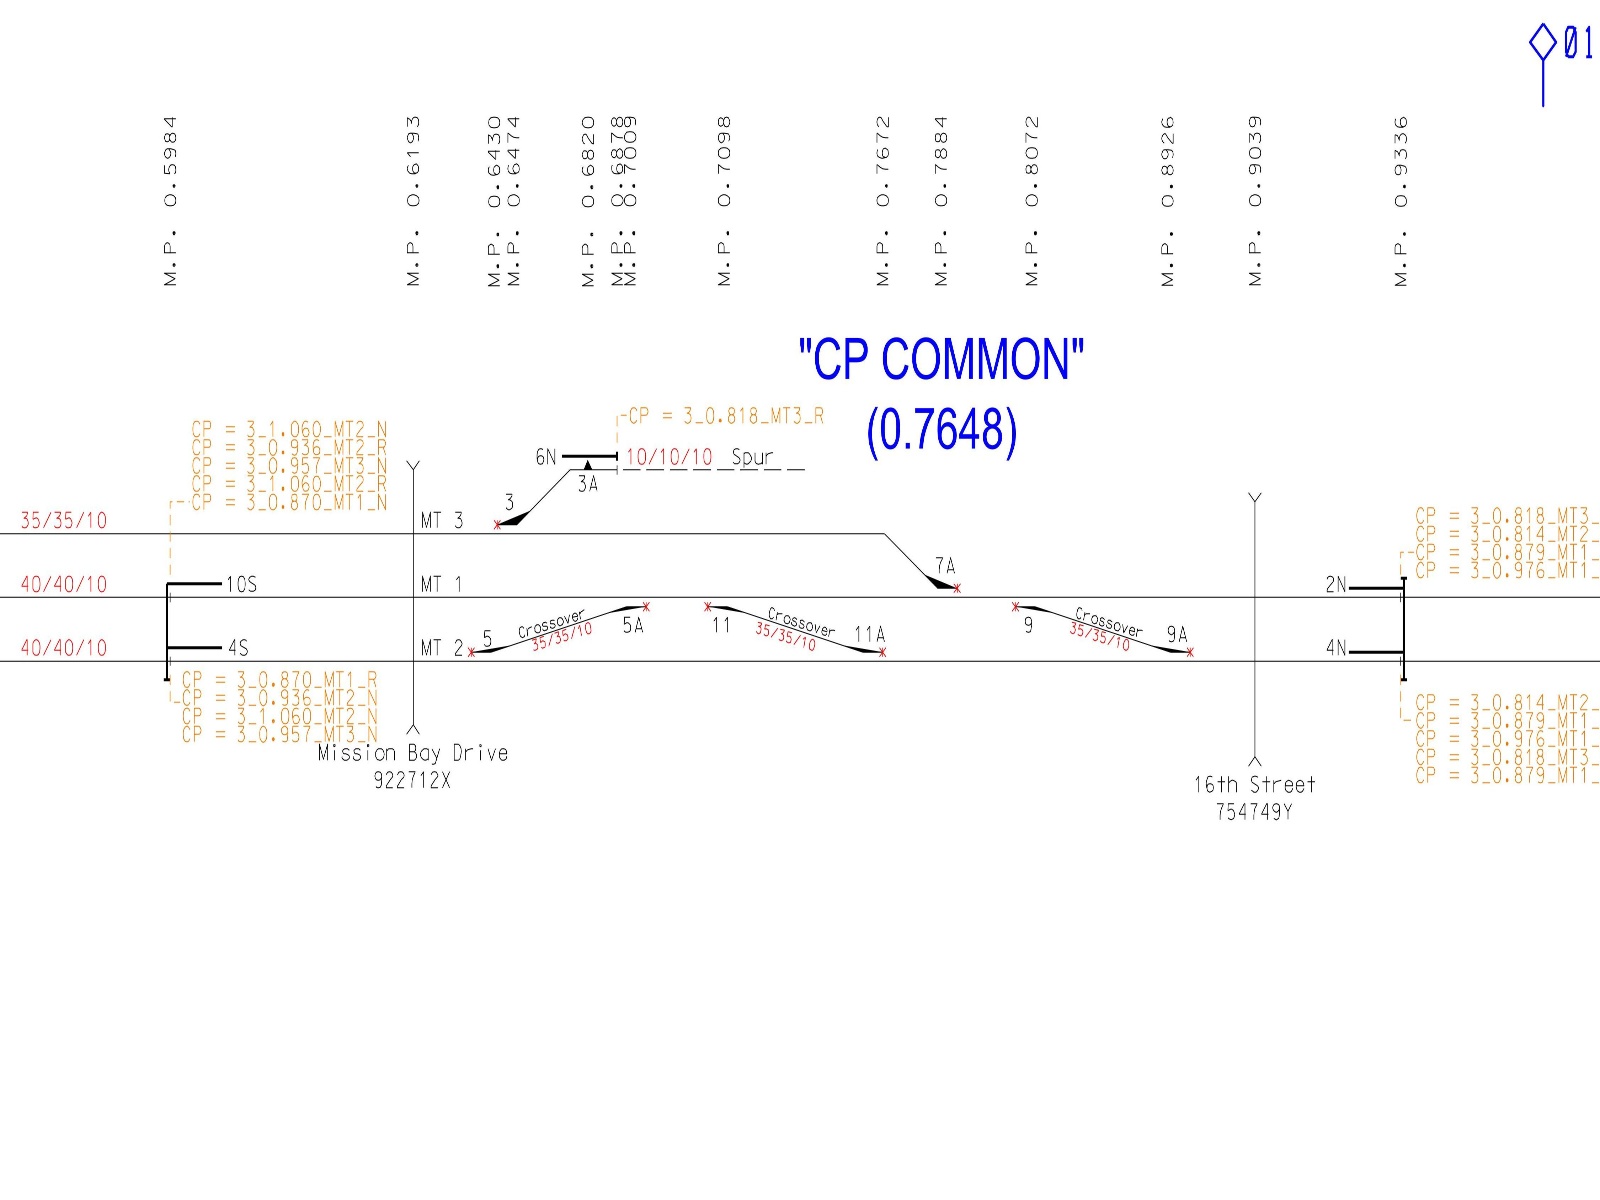 01
M.P. 0.5984
M.P. 0.6193
M.P. 0.6430
M.P. 0.6474
M.P. 0.6820
M.P. 0.6878
M.P. 0.7009
M.P. 0.7098
M.P. 0.7672
M.P. 0.7884
M.P. 0.8072
M.P. 0.8926
M.P. 0.9039
M.P. 0.9336
"CP COMMON"
(0.7648)
CP = 3_0.818_MT3_R
CP = 3_1.060_MT2_N
CP = 3_0.936_MT2_R
CP = 3_0.957_MT3_N
CP = 3_1.060_MT2_R
CP = 3_0.870_MT1_N
6N
10/10/10 Spur
3A
3
35/35/10
MT 3
CP = 3_0.818_MT3_
CP = 3_0.814_MT2_
CP = 3_0.879_MT1_
CP = 3_0.976_MT1_
7A
40/40/10
10S
MT 1
2N
5
Crossover
35/35/10
5A
11
Crossover
35/35/10
11A
9
Crossover
35/35/10
9A
40/40/10
4S
MT 2
4N
CP = 3_0.870_MT1_R
CP = 3_0.936_MT2_N
CP = 3_1.060_MT2_N
CP = 3_0.957_MT3_N
CP = 3_0.814_MT2_
CP = 3_0.879_MT1_
CP = 3_0.976_MT1_
CP = 3_0.818_MT3_
CP = 3_0.879_MT1_
Mission Bay Drive
922712X
16th Street
754749Y